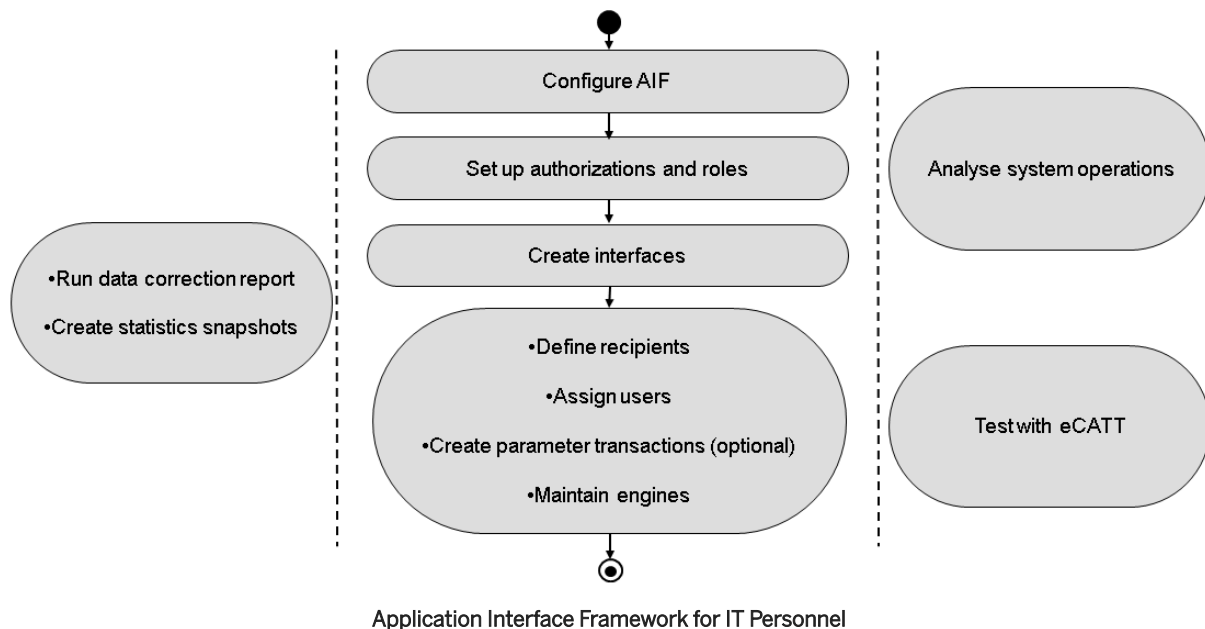 Configure AIF
Set up authorizations and roles
Create interfaces
•Define recipients
•Assign users
•Create parameter transactions (optional)
•Maintain engines
•Run data correction report
•Create statistics snapshots
Analyse system operations
Test with eCATT
Application Interface Framework for IT Personnel